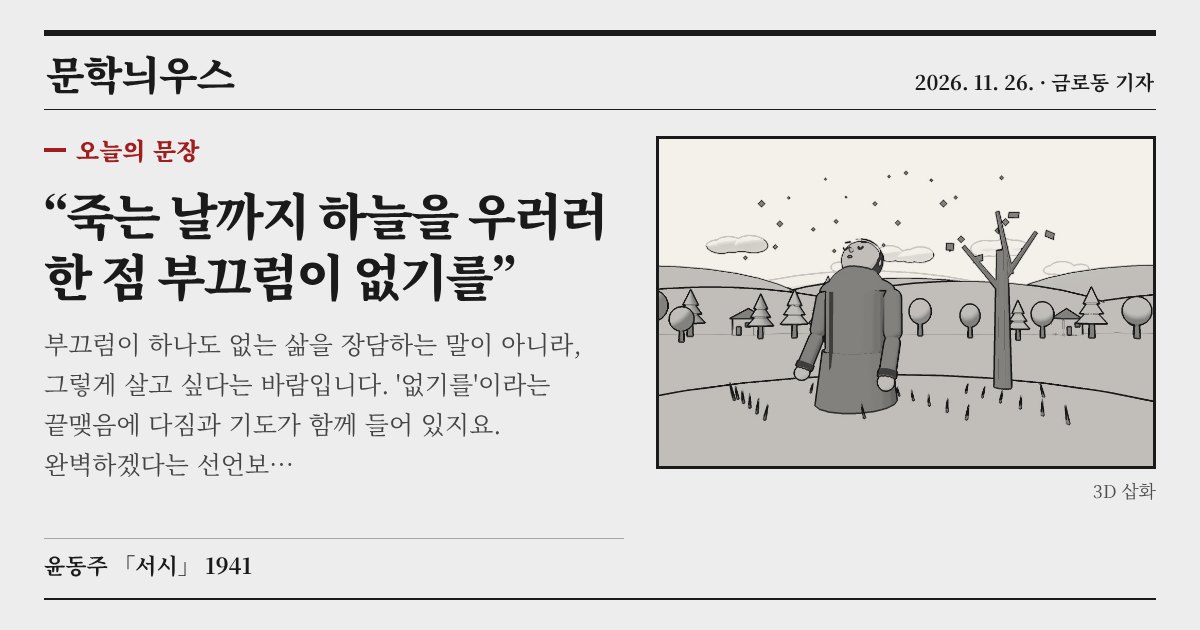 문학늬우스
2026. 11. 26. · 금로동 기자
오늘의 문장
“죽는 날까지 하늘을 우러러
한 점 부끄럼이 없기를”
부끄럼이 하나도 없는 삶을 장담하는 말이 아니라,
그렇게 살고 싶다는 바람입니다. '없기를'이라는
끝맺음에 다짐과 기도가 함께 들어 있지요.
완벽하겠다는 선언보…
3D 삽화
윤동주 「서시」 1941